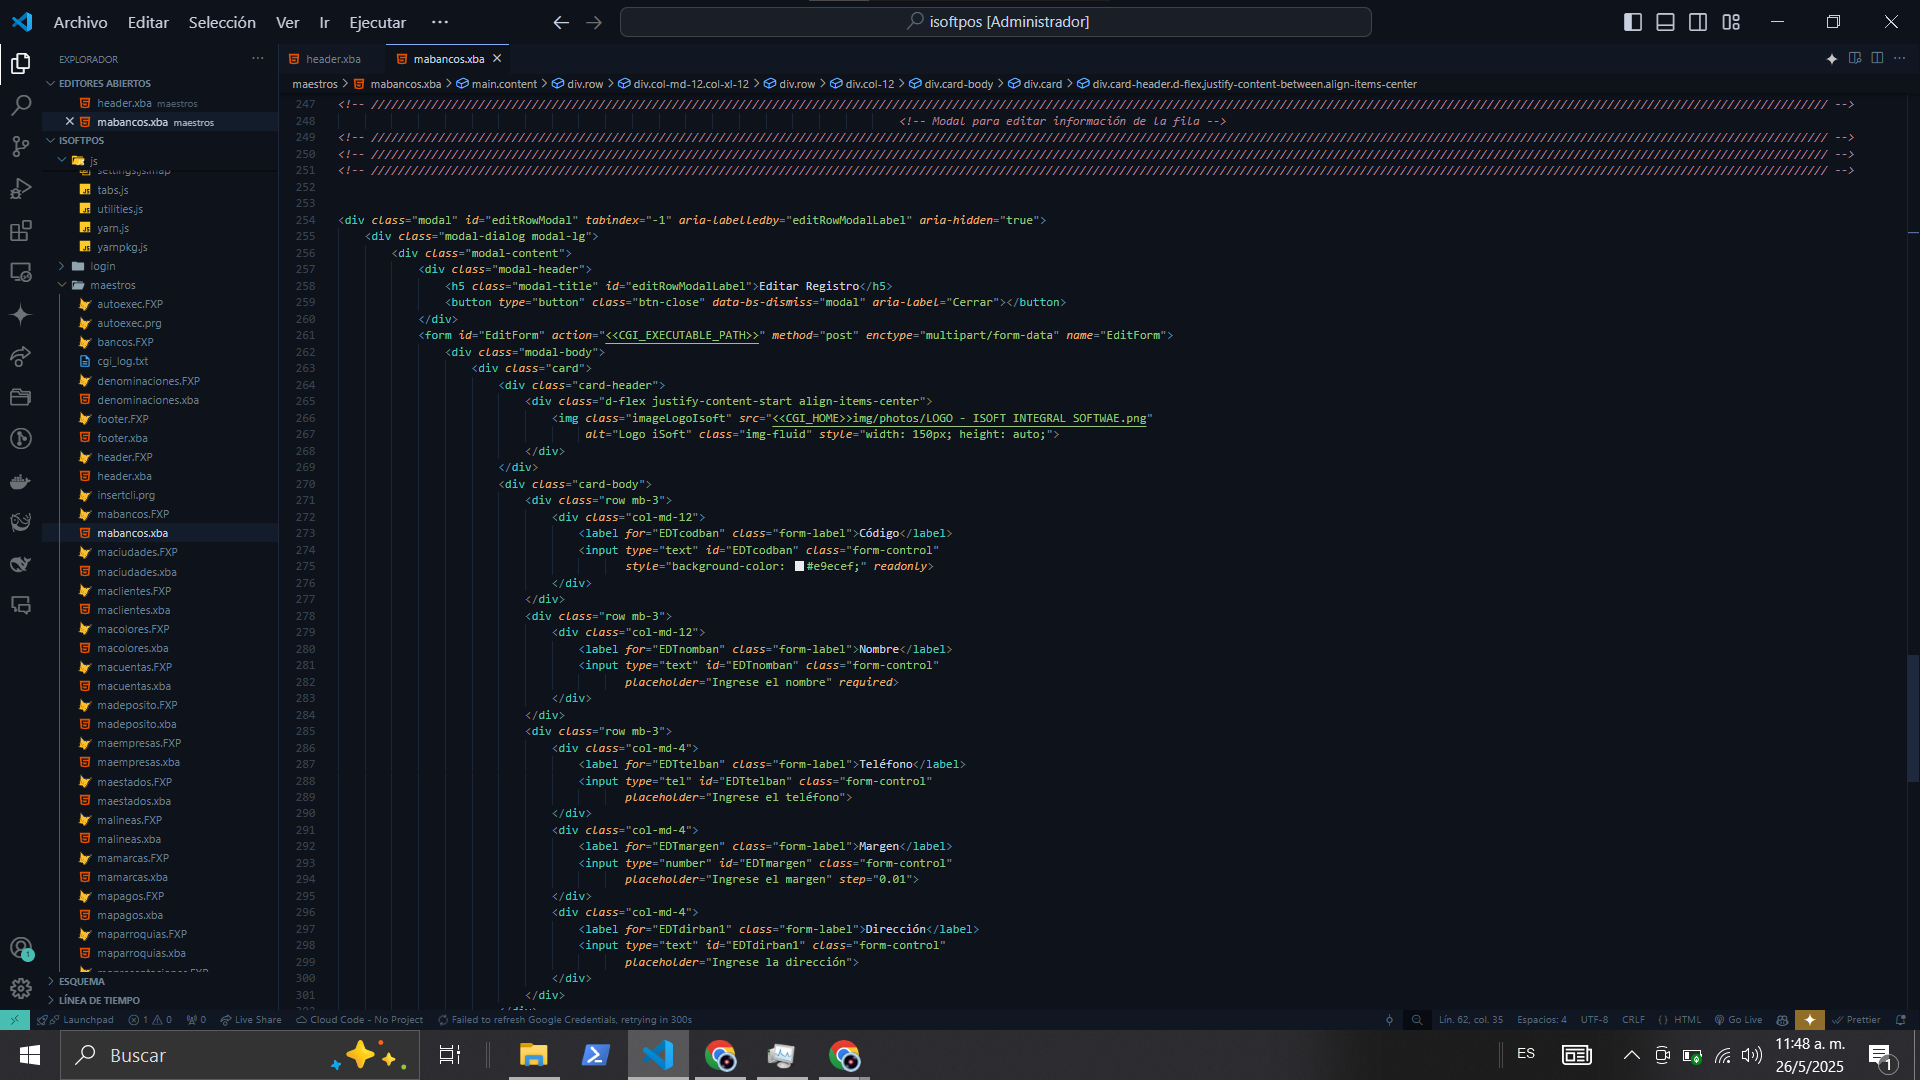 Archivo Editar Selección Ver Ir Ejecutar ···
isoftpos [Administrador]
EXPLORADOR
EDITORES ABIERTOS
header.xba maestros
mabancos.xba maestros
ISOFTPOS
js
settings.js.map
tabs.js
utilities.js
yarn.js
yarnpkg.js
login
maestros
autoexec.FXP
autoexec.prg
bancos.FXP
cgi_log.txt
denominaciones.FXP
denominaciones.xba
footer.FXP
footer.xba
header.FXP
header.xba
insertcli.prg
mabancos.FXP
mabancos.xba
maciudades.FXP
maciudades.xba
maclientes.FXP
maclientes.xba
macolores.FXP
macolores.xba
macuentas.FXP
macuentas.xba
madeposito.FXP
madeposito.xba
maempresas.FXP
maempresas.xba
maestados.FXP
maestados.xba
malineas.FXP
malineas.xba
mamarcas.FXP
mamarcas.xba
mapagos.FXP
mapagos.xba
maparroquias.FXP
maparroquias.xba
ESQUEMA
LÍNEA DE TIEMPO
header.xba
mabancos.xba
maestros > mabancos.xba > main.content > div.row > div.col-md-12.col-xl-12 > div.row > div.col-12 > div.card-body > div.card > div.card-header.d-flex.justify-content-between.align-items-center
247
248 <!-- Modal para editar información de la fila -->
249
250
251
252
253
254 <div class="modal" id="editRowModal" tabindex="-1" aria-labelledby="editRowModalLabel" aria-hidden="true">
255 <div class="modal-dialog modal-lg">
256 <div class="modal-content">
257 <div class="modal-header">
258 <h5 class="modal-title" id="editRowModalLabel">Editar Registro</h5>
259 <button type="button" class="btn-close" data-bs-dismiss="modal" aria-label="Cerrar"></button>
260 </div>
261 <form id="EditForm" action="<<CGI_EXECUTABLE_PATH>>" method="post" enctype="multipart/form-data" name="EditForm">
262 <div class="modal-body">
263 <div class="card">
264 <div class="card-header">
265 <div class="d-flex justify-content-start align-items-center">
266 <img class="imageLogoIsoft" src="<<CGI_HOME>>img/photos/LOGO - ISOFT INTEGRAL SOFTWAE.png"
267 alt="Logo iSoft" class="img-fluid" style="width: 150px; height: auto;">
268 </div>
269 </div>
270 <div class="card-body">
271 <div class="row mb-3">
272 <div class="col-md-12">
273 <label for="EDTcodban" class="form-label">Código</label>
274 <input type="text" id="EDTcodban" class="form-control"
275 style="background-color: #e9ecef;" readonly>
276 </div>
277 </div>
278 <div class="row mb-3">
279 <div class="col-md-12">
280 <label for="EDTnomban" class="form-label">Nombre</label>
281 <input type="text" id="EDTnomban" class="form-control"
282 placeholder="Ingrese el nombre" required>
283 </div>
284 </div>
285 <div class="row mb-3">
286 <div class="col-md-4">
287 <label for="EDTtelban" class="form-label">Teléfono</label>
288 <input type="tel" id="EDTtelban" class="form-control"
289 placeholder="Ingrese el teléfono">
290 </div>
291 <div class="col-md-4">
292 <label for="EDTmargen" class="form-label">Margen</label>
293 <input type="number" id="EDTmargen" class="form-control"
294 placeholder="Ingrese el margen" step="0.01">
295 </div>
296 <div class="col-md-4">
297 <label for="EDTdirban1" class="form-label">Dirección</label>
298 <input type="text" id="EDTdirban1" class="form-control"
299 placeholder="Ingrese la dirección">
300 </div>
301 </div>
Launchpad 1 0 0 Live Share Cloud Code - No Project Failed to refresh Google Credentials, retrying in 300s Lín. 62, col. 35 Espacios: 4 UTF-8 CRLF {} HTML Go Live Prettier
Buscar
ES
11:48 a. m.
26/5/2025
1